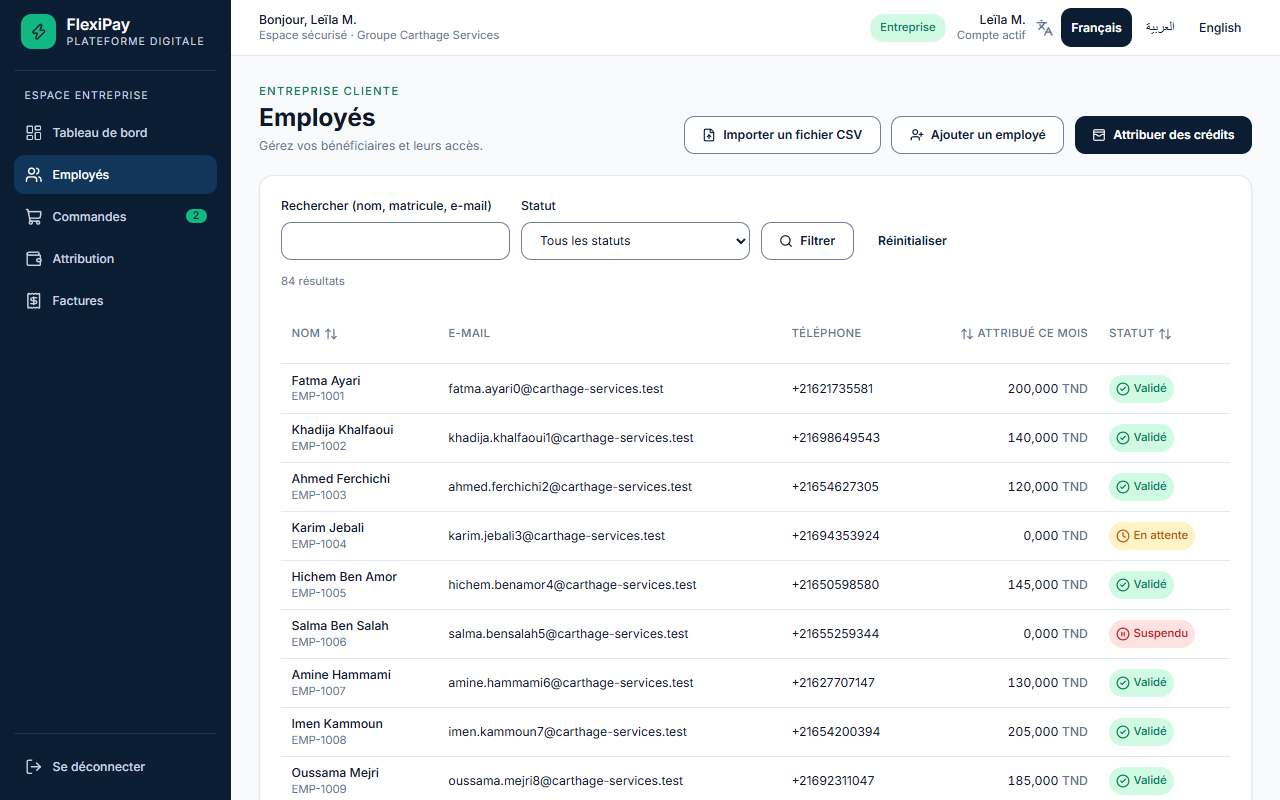 FlexiPay
PLATEFORME DIGITALE
ESPACE ENTREPRISE
Tableau de bord
Employés
Commandes 2
Attribution
Factures
Se déconnecter
Bonjour, Leïla M.
Espace sécurisé · Groupe Carthage Services
Entreprise
Leïla M.
Compte actif
Français
العربية
English
ENTREPRISE CLIENTE
Employés
Gérez vos bénéficiaires et leurs accès.
Importer un fichier CSV
Ajouter un employé
Attribuer des crédits
Rechercher (nom, matricule, e-mail)
Statut
Tous les statuts
Filtrer
Réinitialiser
84 résultats
NOM E-MAIL TÉLÉPHONE ATTRIBUÉ CE MOIS STATUT
Fatma Ayari
EMP-1001
fatma.ayari0@carthage-services.test +21621735581 200,000 TND Validé
Khadija Khalfaoui
EMP-1002
khadija.khalfaoui1@carthage-services.test +21698649543 140,000 TND Validé
Ahmed Ferchichi
EMP-1003
ahmed.ferchichi2@carthage-services.test +21654627305 120,000 TND Validé
Karim Jebali
EMP-1004
karim.jebali3@carthage-services.test +21694353924 0,000 TND En attente
Hichem Ben Amor
EMP-1005
hichem.benamor4@carthage-services.test +21650598580 145,000 TND Validé
Salma Ben Salah
EMP-1006
salma.bensalah5@carthage-services.test +21655259344 0,000 TND Suspendu
Amine Hammami
EMP-1007
amine.hammami6@carthage-services.test +21627707147 130,000 TND Validé
Imen Kammoun
EMP-1008
imen.kammoun7@carthage-services.test +21654200394 205,000 TND Validé
Oussama Mejri
EMP-1009
oussama.mejri8@carthage-services.test +21692311047 185,000 TND Validé